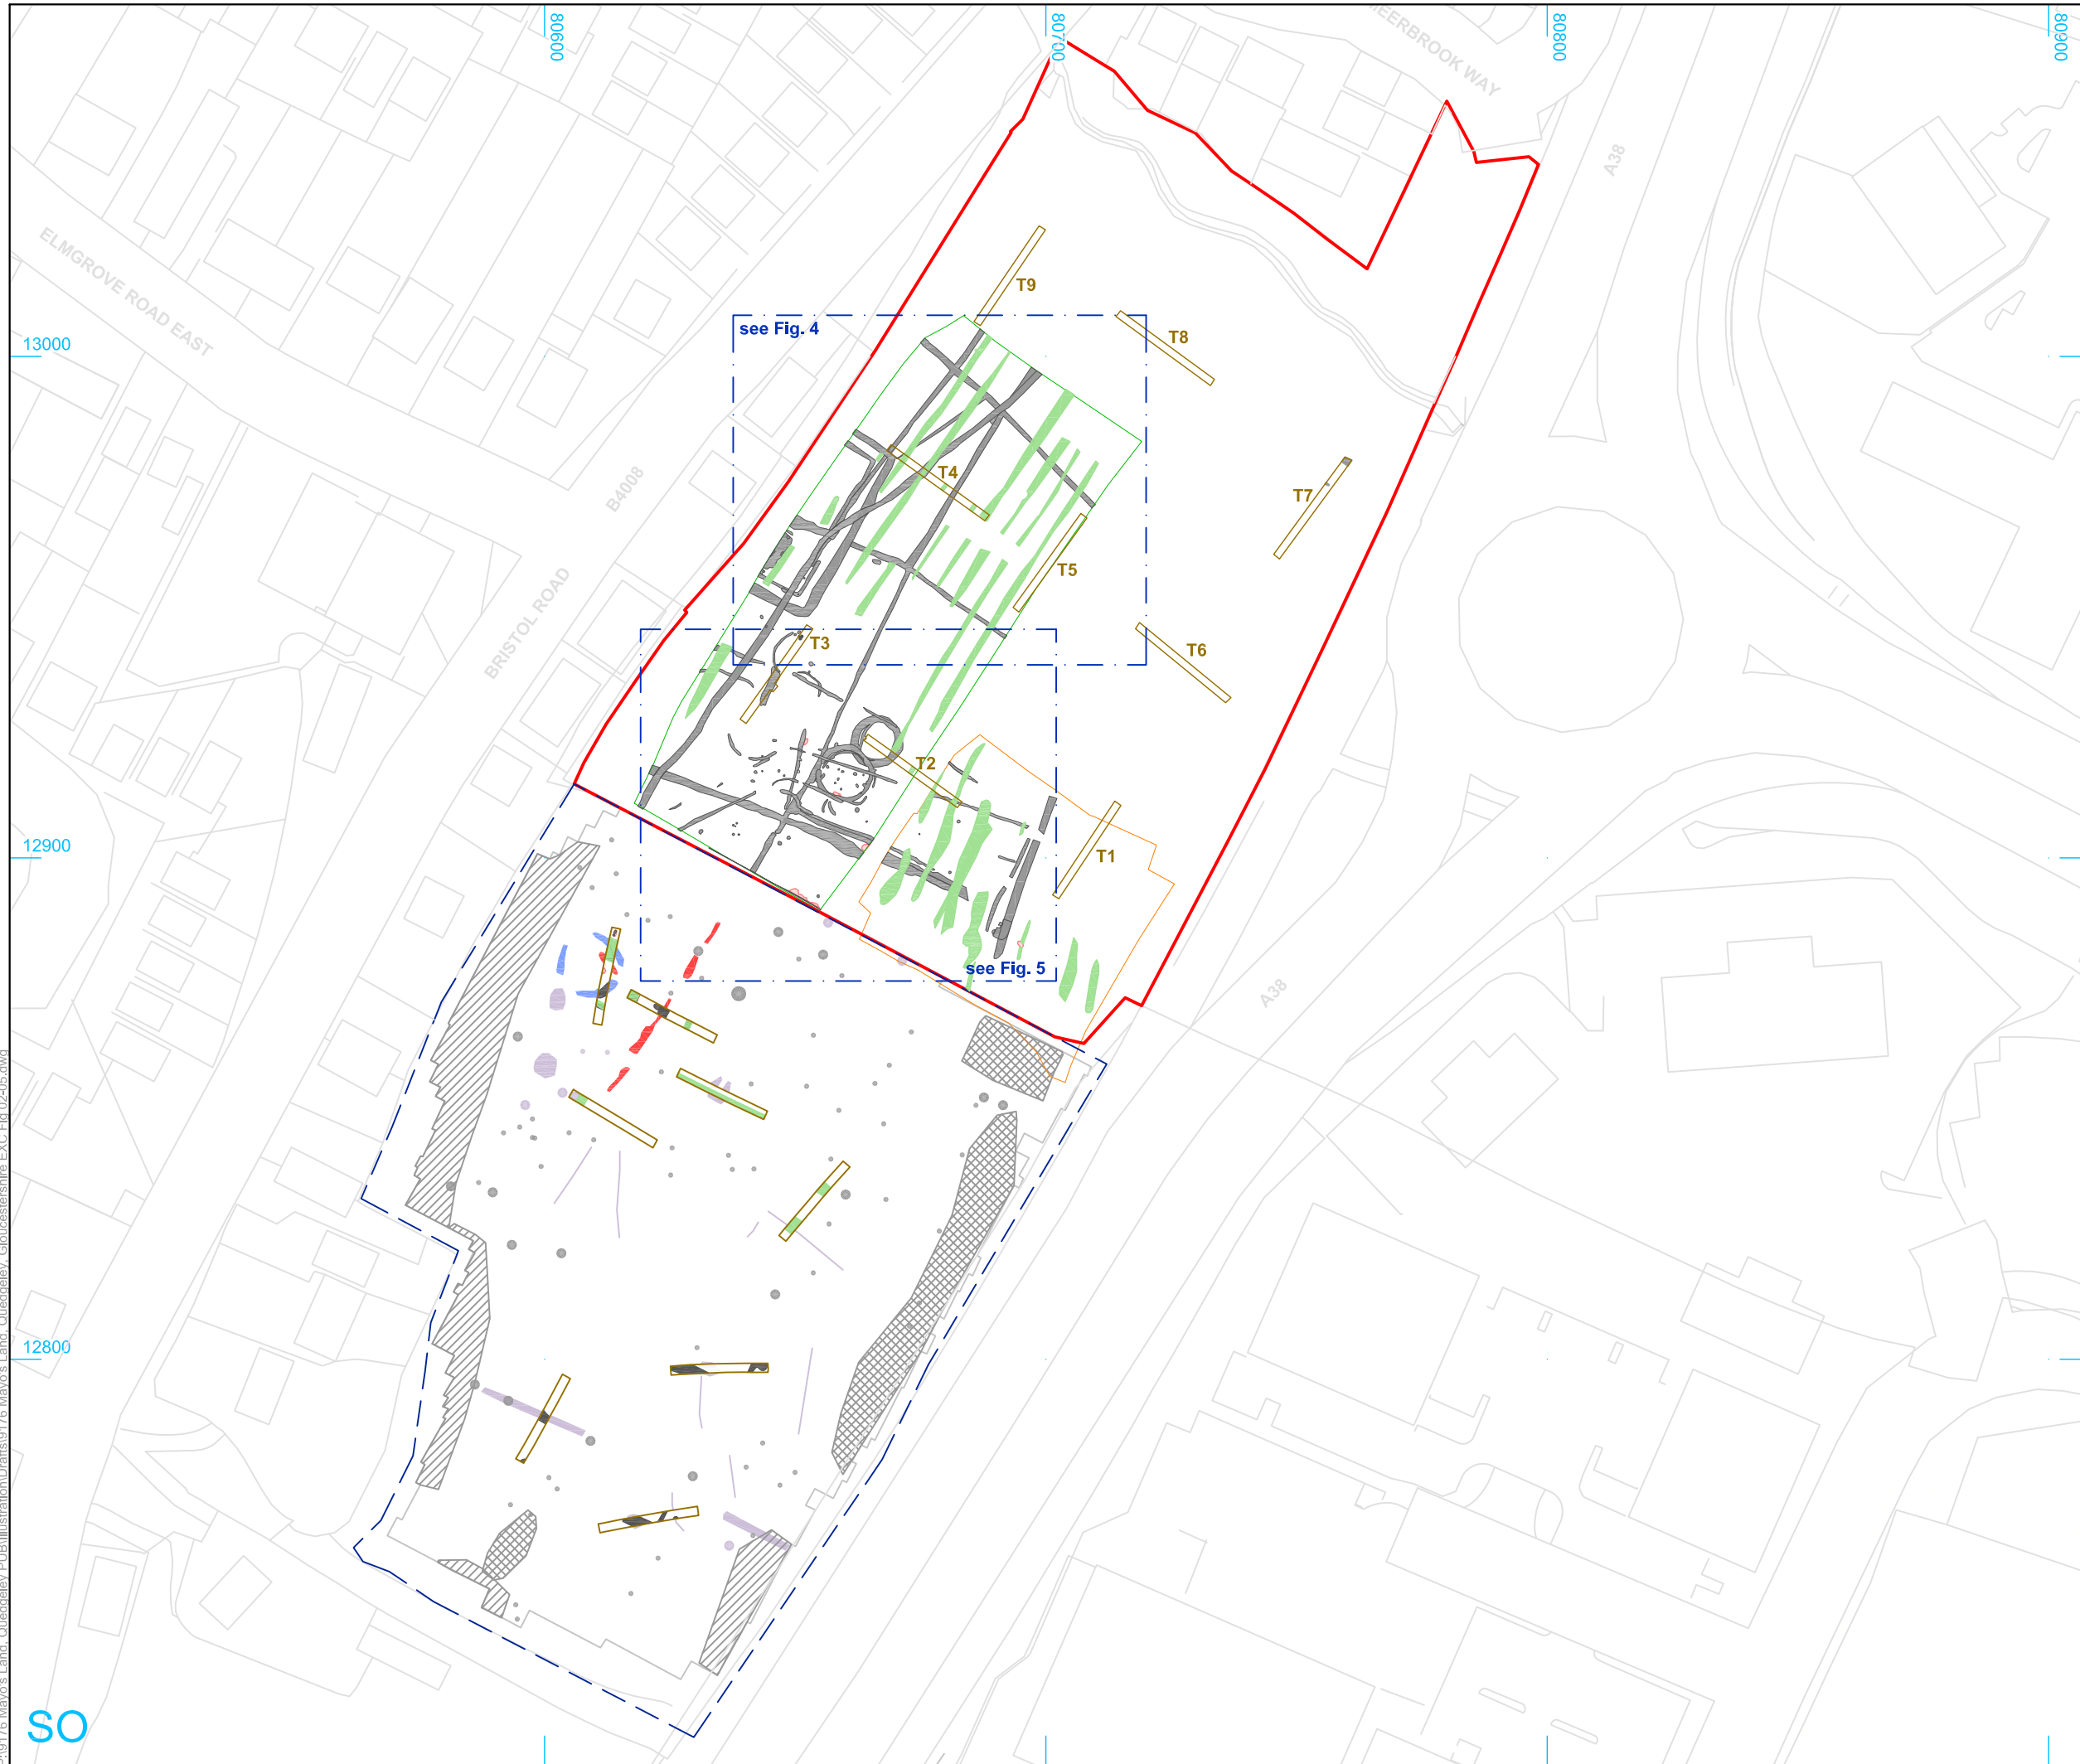 80600
80700
80800
80900
MEERBROOK WAY
A38
ELMGROVE ROAD EAST
T9
see Fig. 4
T8
13000
T4
B4008
T7
T5
BRISTOL ROAD
T3
T6
T2
12900
T1
see Fig. 5
A38
12800
SO